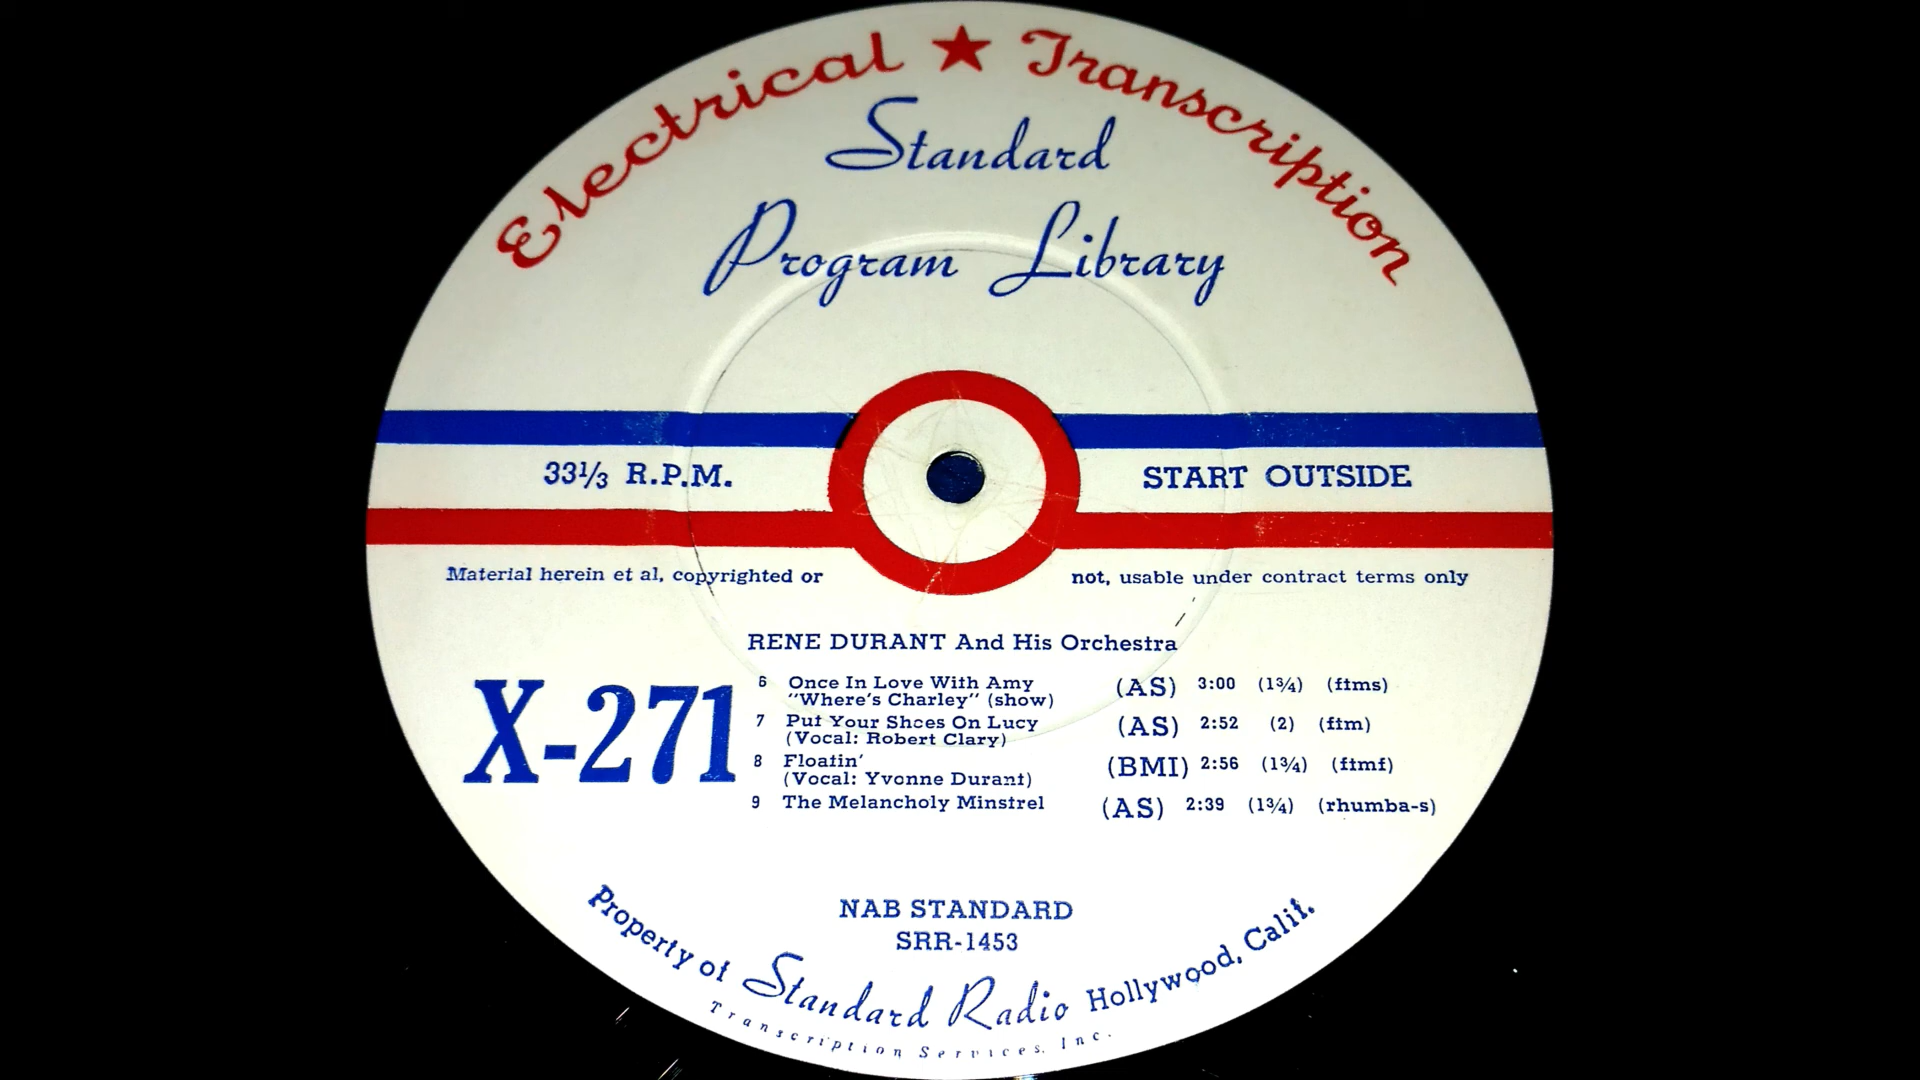 Electrical ★ Transcription
Standard
Program Library
33⅓ R.P.M. START OUTSIDE
Material herein et al, copyrighted or not, usable under contract terms only
RENE DURANT And His Orchestra
X-271
6 Once In Love With Amy (AS) 3:00 (1¾) (ftms)
"Where's Charley" (show)
7 Put Your Shoes On Lucy (AS) 2:52 (2) (ftm)
(Vocal: Robert Clary)
8 Floatin' (BMI) 2:56 (1¾) (ftmf)
(Vocal: Yvonne Durant)
9 The Melancholy Minstrel (AS) 2:39 (1¾) (rhumba-s)
NAB STANDARD
SRR-1453
Property of Standard Radio Hollywood, Calif.
Transcription Services, Inc.